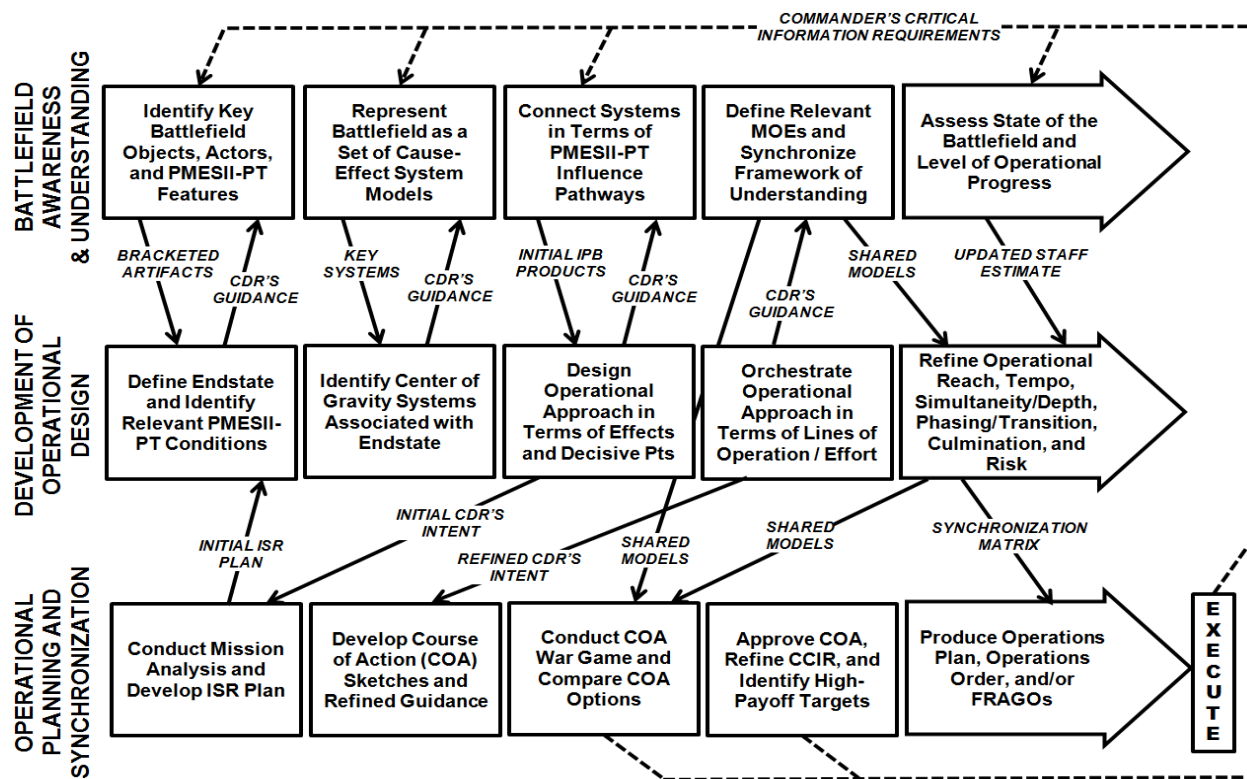 COMMANDER'S CRITICAL
INFORMATION REQUIREMENTS
BATTLEFIELD
AWARENESS
& UNDERSTANDING
Identify Key
Battlefield
Objects, Actors,
and PMESII-PT
Features
Represent
Battlefield as a
Set of Cause-
Effect System
Models
Connect Systems
in Terms of
PMESII-PT
Influence
Pathways
Define Relevant
MOEs and
Synchronize
Framework of
Understanding
Assess State of the
Battlefield and
Level of Operational
Progress
BRACKETED
ARTIFACTS
CDR'S
GUIDANCE
KEY
SYSTEMS
CDR'S
GUIDANCE
INITIAL IPB
PRODUCTS
CDR'S
GUIDANCE
CDR'S
GUIDANCE
SHARED
MODELS
UPDATED STAFF
ESTIMATE
DEVELOPMENT OF
OPERATIONAL
DESIGN
Define Endstate
and Identify
Relevant PMESII-
PT Conditions
Identify Center of
Gravity Systems
Associated with
Endstate
Design
Operational
Approach in
Terms of Effects
and Decisive Pts
Orchestrate
Operational
Approach in
Terms of Lines of
Operation / Effort
Refine Operational
Reach, Tempo,
Simultaneity/Depth,
Phasing/Transition,
Culmination, and
Risk
INITIAL ISR
PLAN
INITIAL CDR'S
INTENT
REFINED CDR'S
INTENT
SHARED
MODELS
SHARED
MODELS
SYNCHRONIZATION
MATRIX
OPERATIONAL
PLANNING AND
SYNCHRONIZATION
Conduct Mission
Analysis and
Develop ISR Plan
Develop Course
of Action (COA)
Sketches and
Refined Guidance
Conduct COA
War Game and
Compare COA
Options
Approve COA,
Refine CCIR, and
Identify High-
Payoff Targets
Produce Operations
Plan, Operations
Order, and/or
FRAGOs
EXECUTE